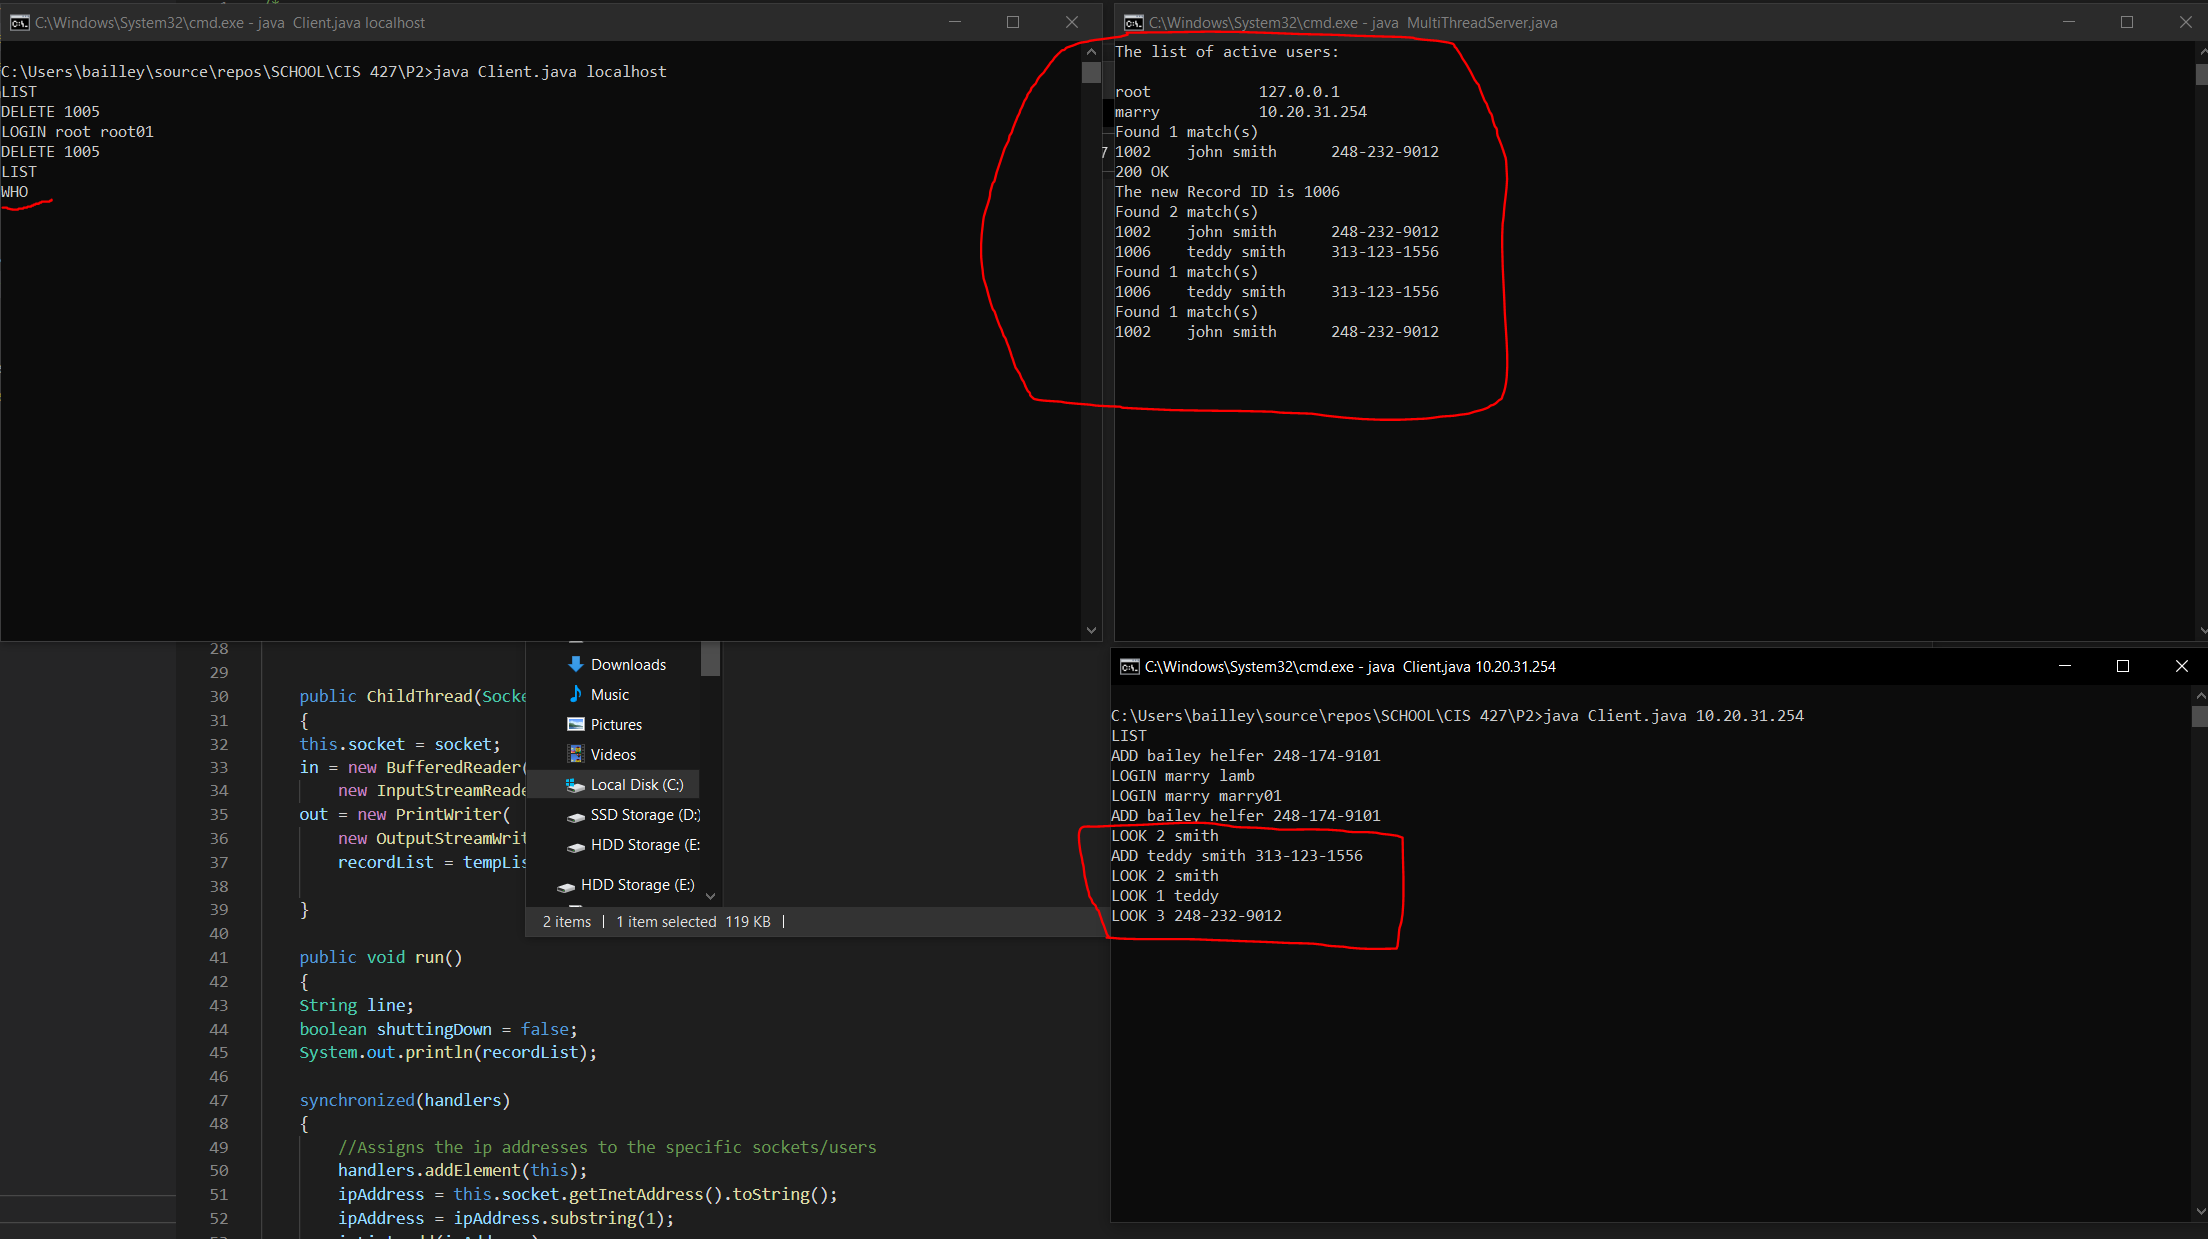 C:\Windows\System32\cmd.exe - java  Client.java localhost
C:\Users\bailley\source\repos\SCHOOL\CIS 427\P2>java Client.java localhost
LIST
DELETE 1005
LOGIN root root01
DELETE 1005
LIST
WHO
C:\Windows\System32\cmd.exe - java  MultiThreadServer.java
The list of active users:
root            127.0.0.1
marry           10.20.31.254
Found 1 match(s)
1002    john smith      248-232-9012
200 OK
The new Record ID is 1006
Found 2 match(s)
1002    john smith      248-232-9012
1006    teddy smith     313-123-1556
Found 1 match(s)
1006    teddy smith     313-123-1556
Found 1 match(s)
1002    john smith      248-232-9012
7
28
29
30 public ChildThread(Socke
31 {
32 this.socket = socket;
33 in = new BufferedReader(
34 new InputStreamReade
35 out = new PrintWriter(
36 new OutputStreamWrit
37 recordList = tempLis
38
39 }
40
41 public void run()
42 {
43 String line;
44 boolean shuttingDown = false;
45 System.out.println(recordList);
46
47 synchronized(handlers)
48 {
49 //Assigns the ip addresses to the specific sockets/users
50 handlers.addElement(this);
51 ipAddress = this.socket.getInetAddress().toString();
52 ipAddress = ipAddress.substring(1);
Downloads
Music
Pictures
Videos
Local Disk (C:)
SSD Storage (D:)
HDD Storage (E:
HDD Storage (E:)
2 items | 1 item selected 119 KB |
C:\Windows\System32\cmd.exe - java  Client.java 10.20.31.254
C:\Users\bailley\source\repos\SCHOOL\CIS 427\P2>java Client.java 10.20.31.254
LIST
ADD bailey helfer 248-174-9101
LOGIN marry lamb
LOGIN marry marry01
ADD bailey helfer 248-174-9101
LOOK 2 smith
ADD teddy smith 313-123-1556
LOOK 2 smith
LOOK 1 teddy
LOOK 3 248-232-9012